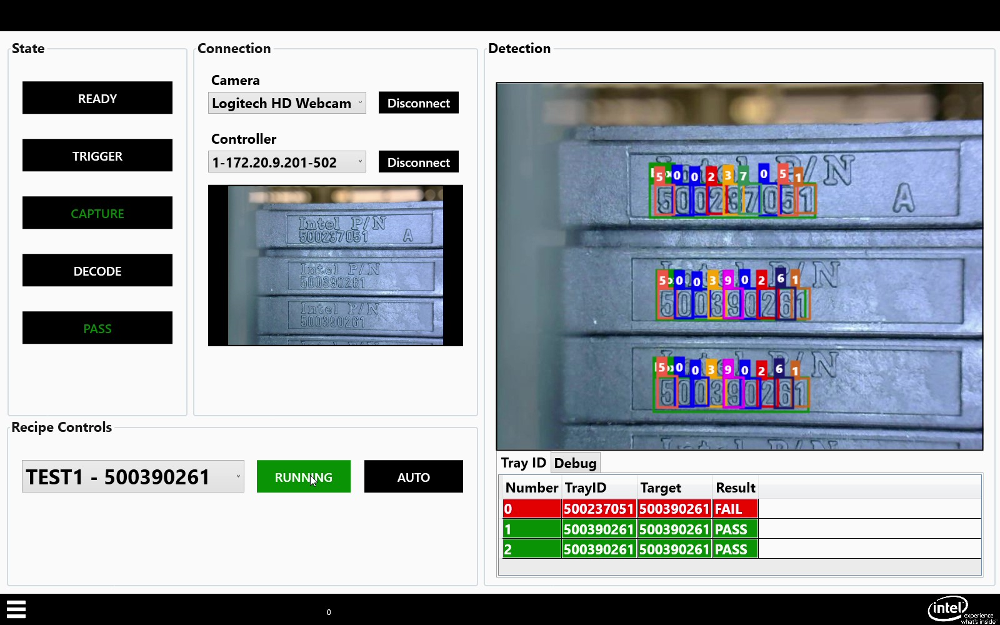 State
READY
TRIGGER
CAPTURE
DECODE
PASS
Connection
Camera
Logitech HD Webcam
Disconnect
Controller
1-172.20.9.201-502
Disconnect
Intel P/N
500237051 A
Intel P/N
500390261
Intel P/N
500390261
Recipe Controls
TEST1 - 500390261
RUNNING
AUTO
Detection
Intel P/N
5 0 0 2 3 7 0 5 1
500237051
A
Intel P/N
5 0 0 3 9 0 2 6 1
500390261
Intel P/N
5 0 0 3 9 0 2 6 1
500390261
Tray ID
Debug
Number TrayID Target Result
0 500237051 500390261 FAIL
1 500390261 500390261 PASS
2 500390261 500390261 PASS
0
intel
experience
what's inside™